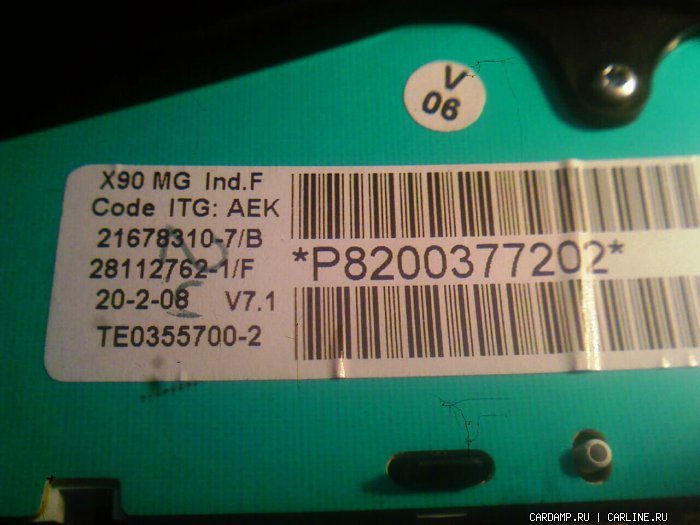 V
06
X90 MG Ind.F
Code ITG: AEK
21678310-7/B
28112762-1/F
20-2-08 V7.1
TE0355700-2
*P8200377202*
CARDAMP.RU | CARLINE.RU